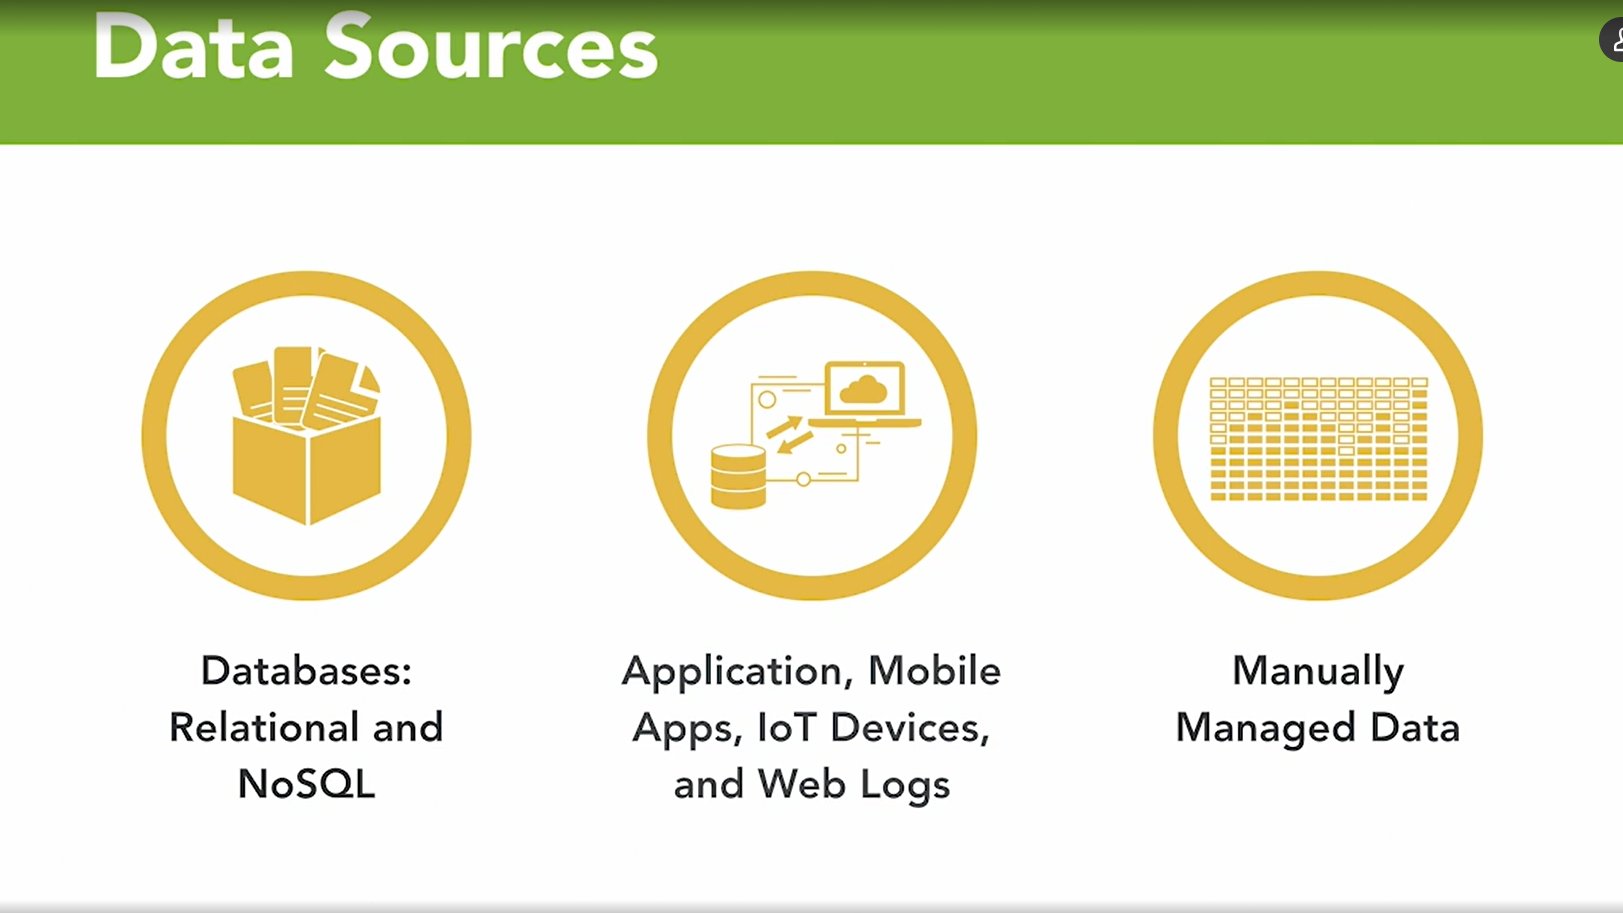 Data Sources
Databases:
Relational and
NoSQL
Application, Mobile
Apps, IoT Devices,
and Web Logs
Manually
Managed Data